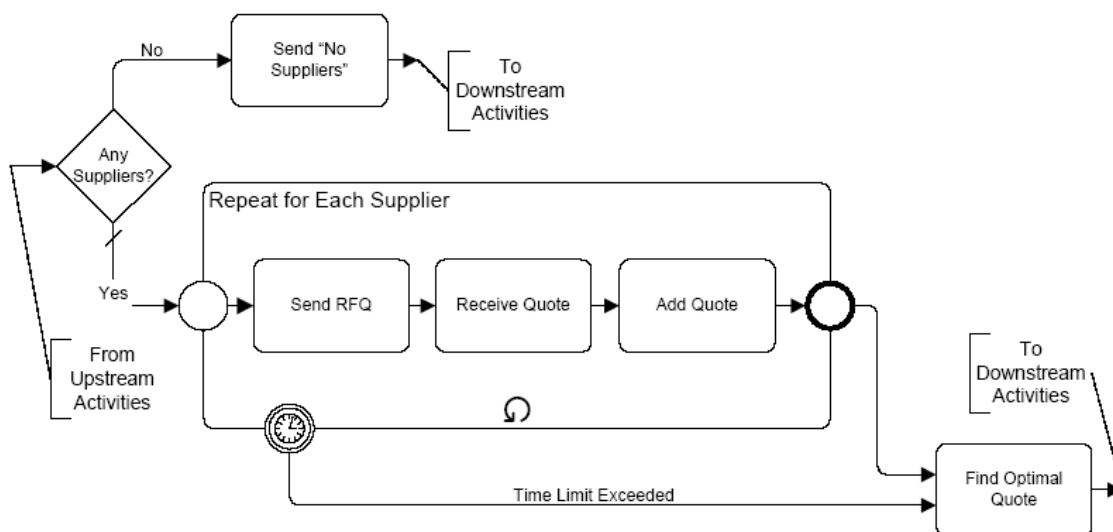 No
Send “No
Suppliers”
To
Downstream
Activities
Any
Suppliers?
Repeat for Each Supplier
Yes
Send RFQ
Receive Quote
Add Quote
From
Upstream
Activities
To
Downstream
Activities
Time Limit Exceeded
Find Optimal
Quote